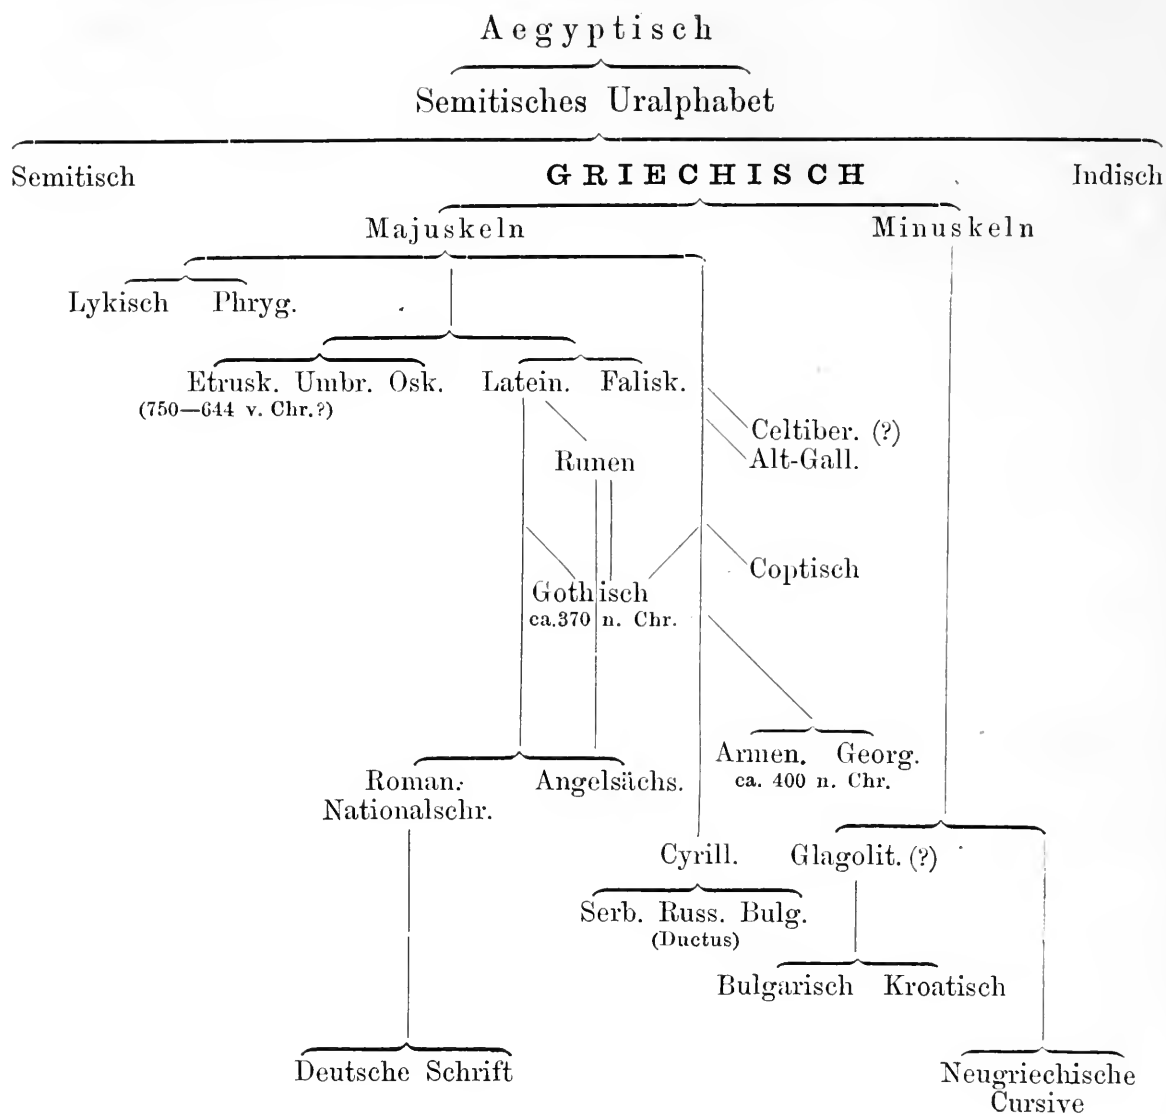 Aegyptisch
Semitisches Uralphabet
Semitisch GRIECHISCH Indisch
Majuskeln Minuskeln
Lykisch Phryg.
Etrusk. Umbr. Osk. Latein. Falisk.
(750—644 v. Chr.?)
Celtiber. (?)
Runen Alt-Gall.
Coptisch
Gothisch
ca.370 n. Chr.
Armen. Georg.
Roman. Angelsächs. ca. 400 n. Chr.
Nationalschr.
Cyrill. Glagolit. (?)
Serb. Russ. Bulg.
(Ductus)
Bulgarisch Kroatisch
Deutsche Schrift Neugriechische
Cursive